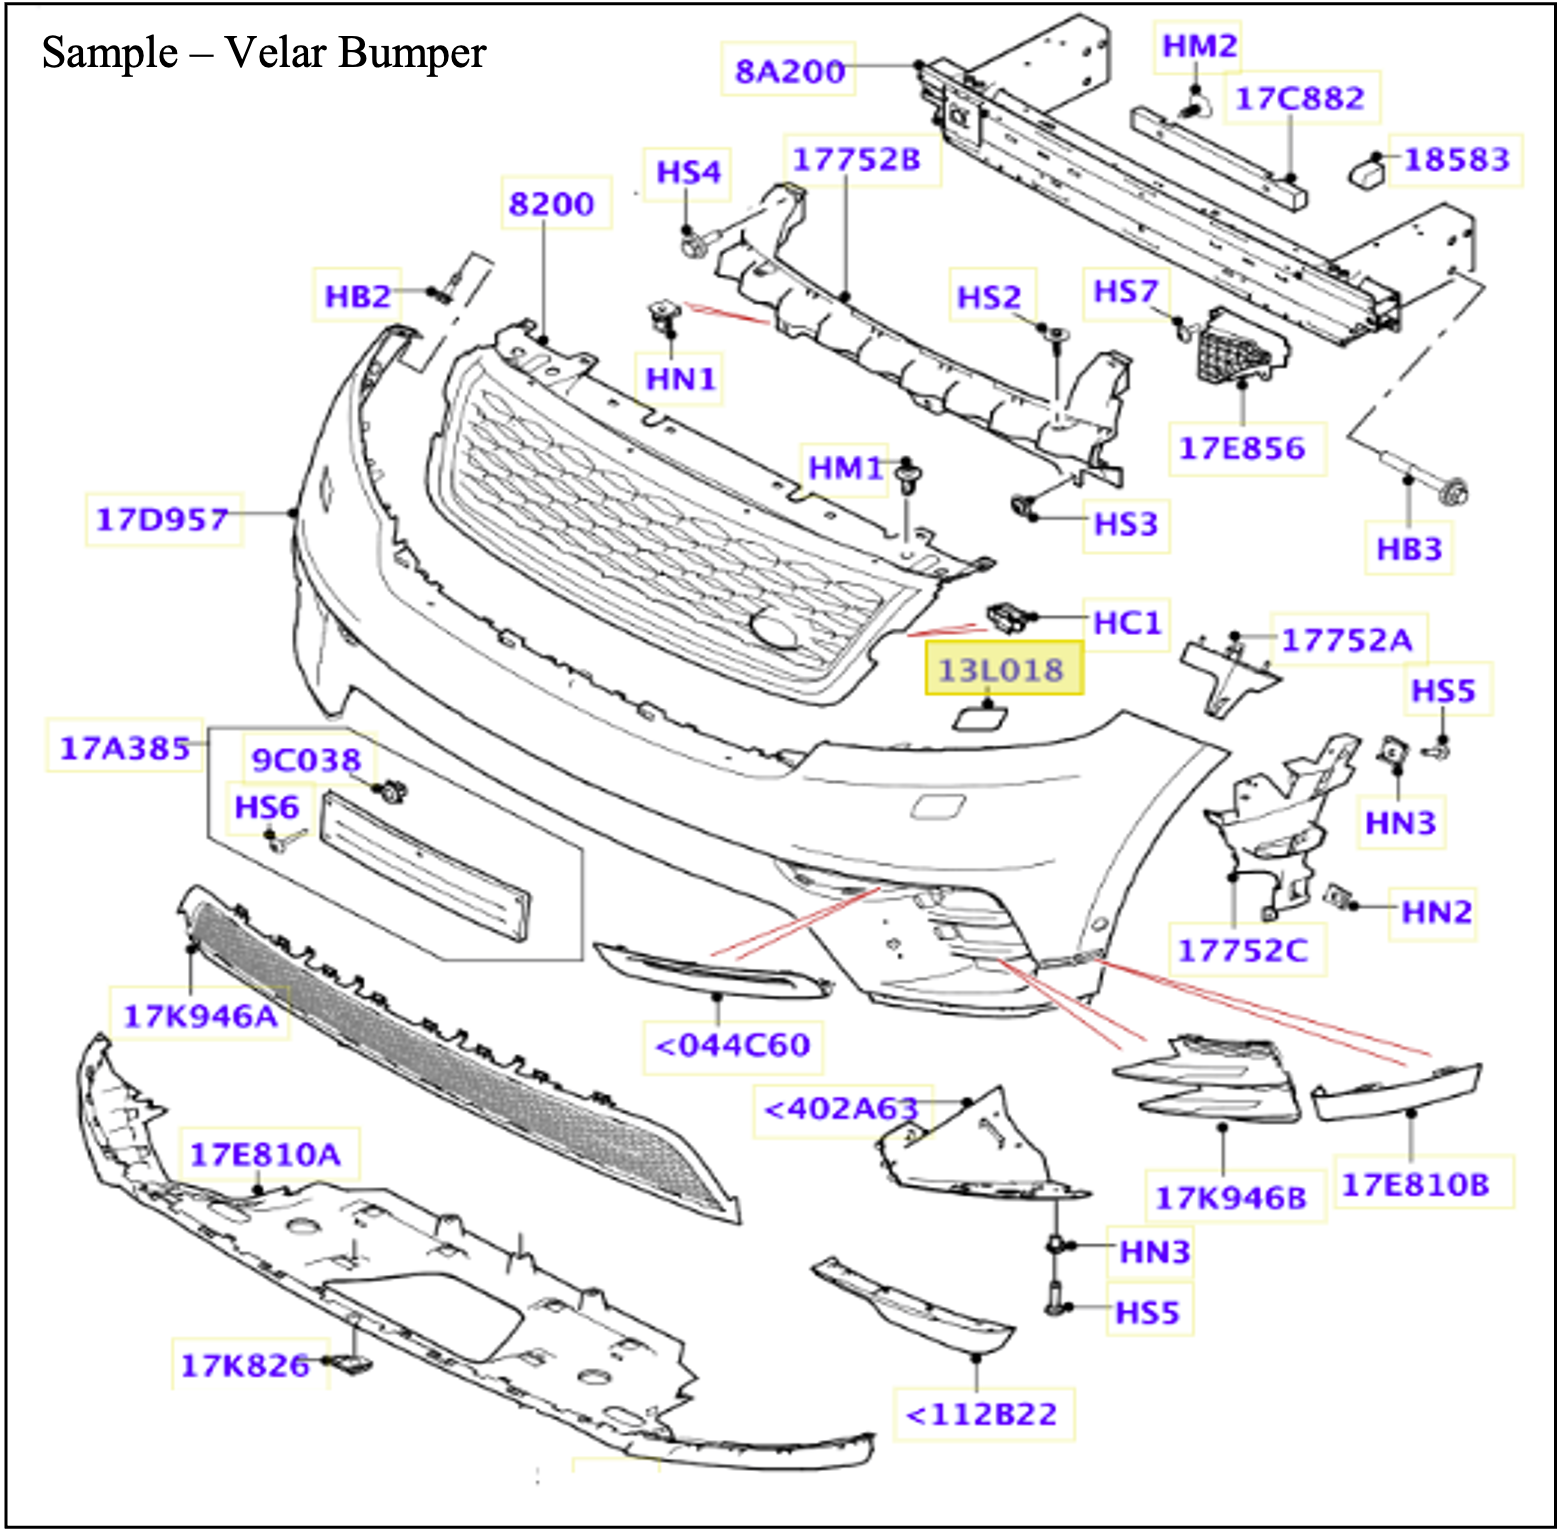 Sample – Velar Bumper
HM2
8A200
17C882
17752B
18583
HS4
8200
HB2
HS2
HS7
HN1
17E856
HM1
17D957
HS3
HB3
HC1
17752A
13L018
HS5
17A385
9C038
HS6
HN3
HN2
17752C
17K946A
<044C60
<402A63
17E810A
17K946B
17E810B
HN3
HS5
17K826
<112B22